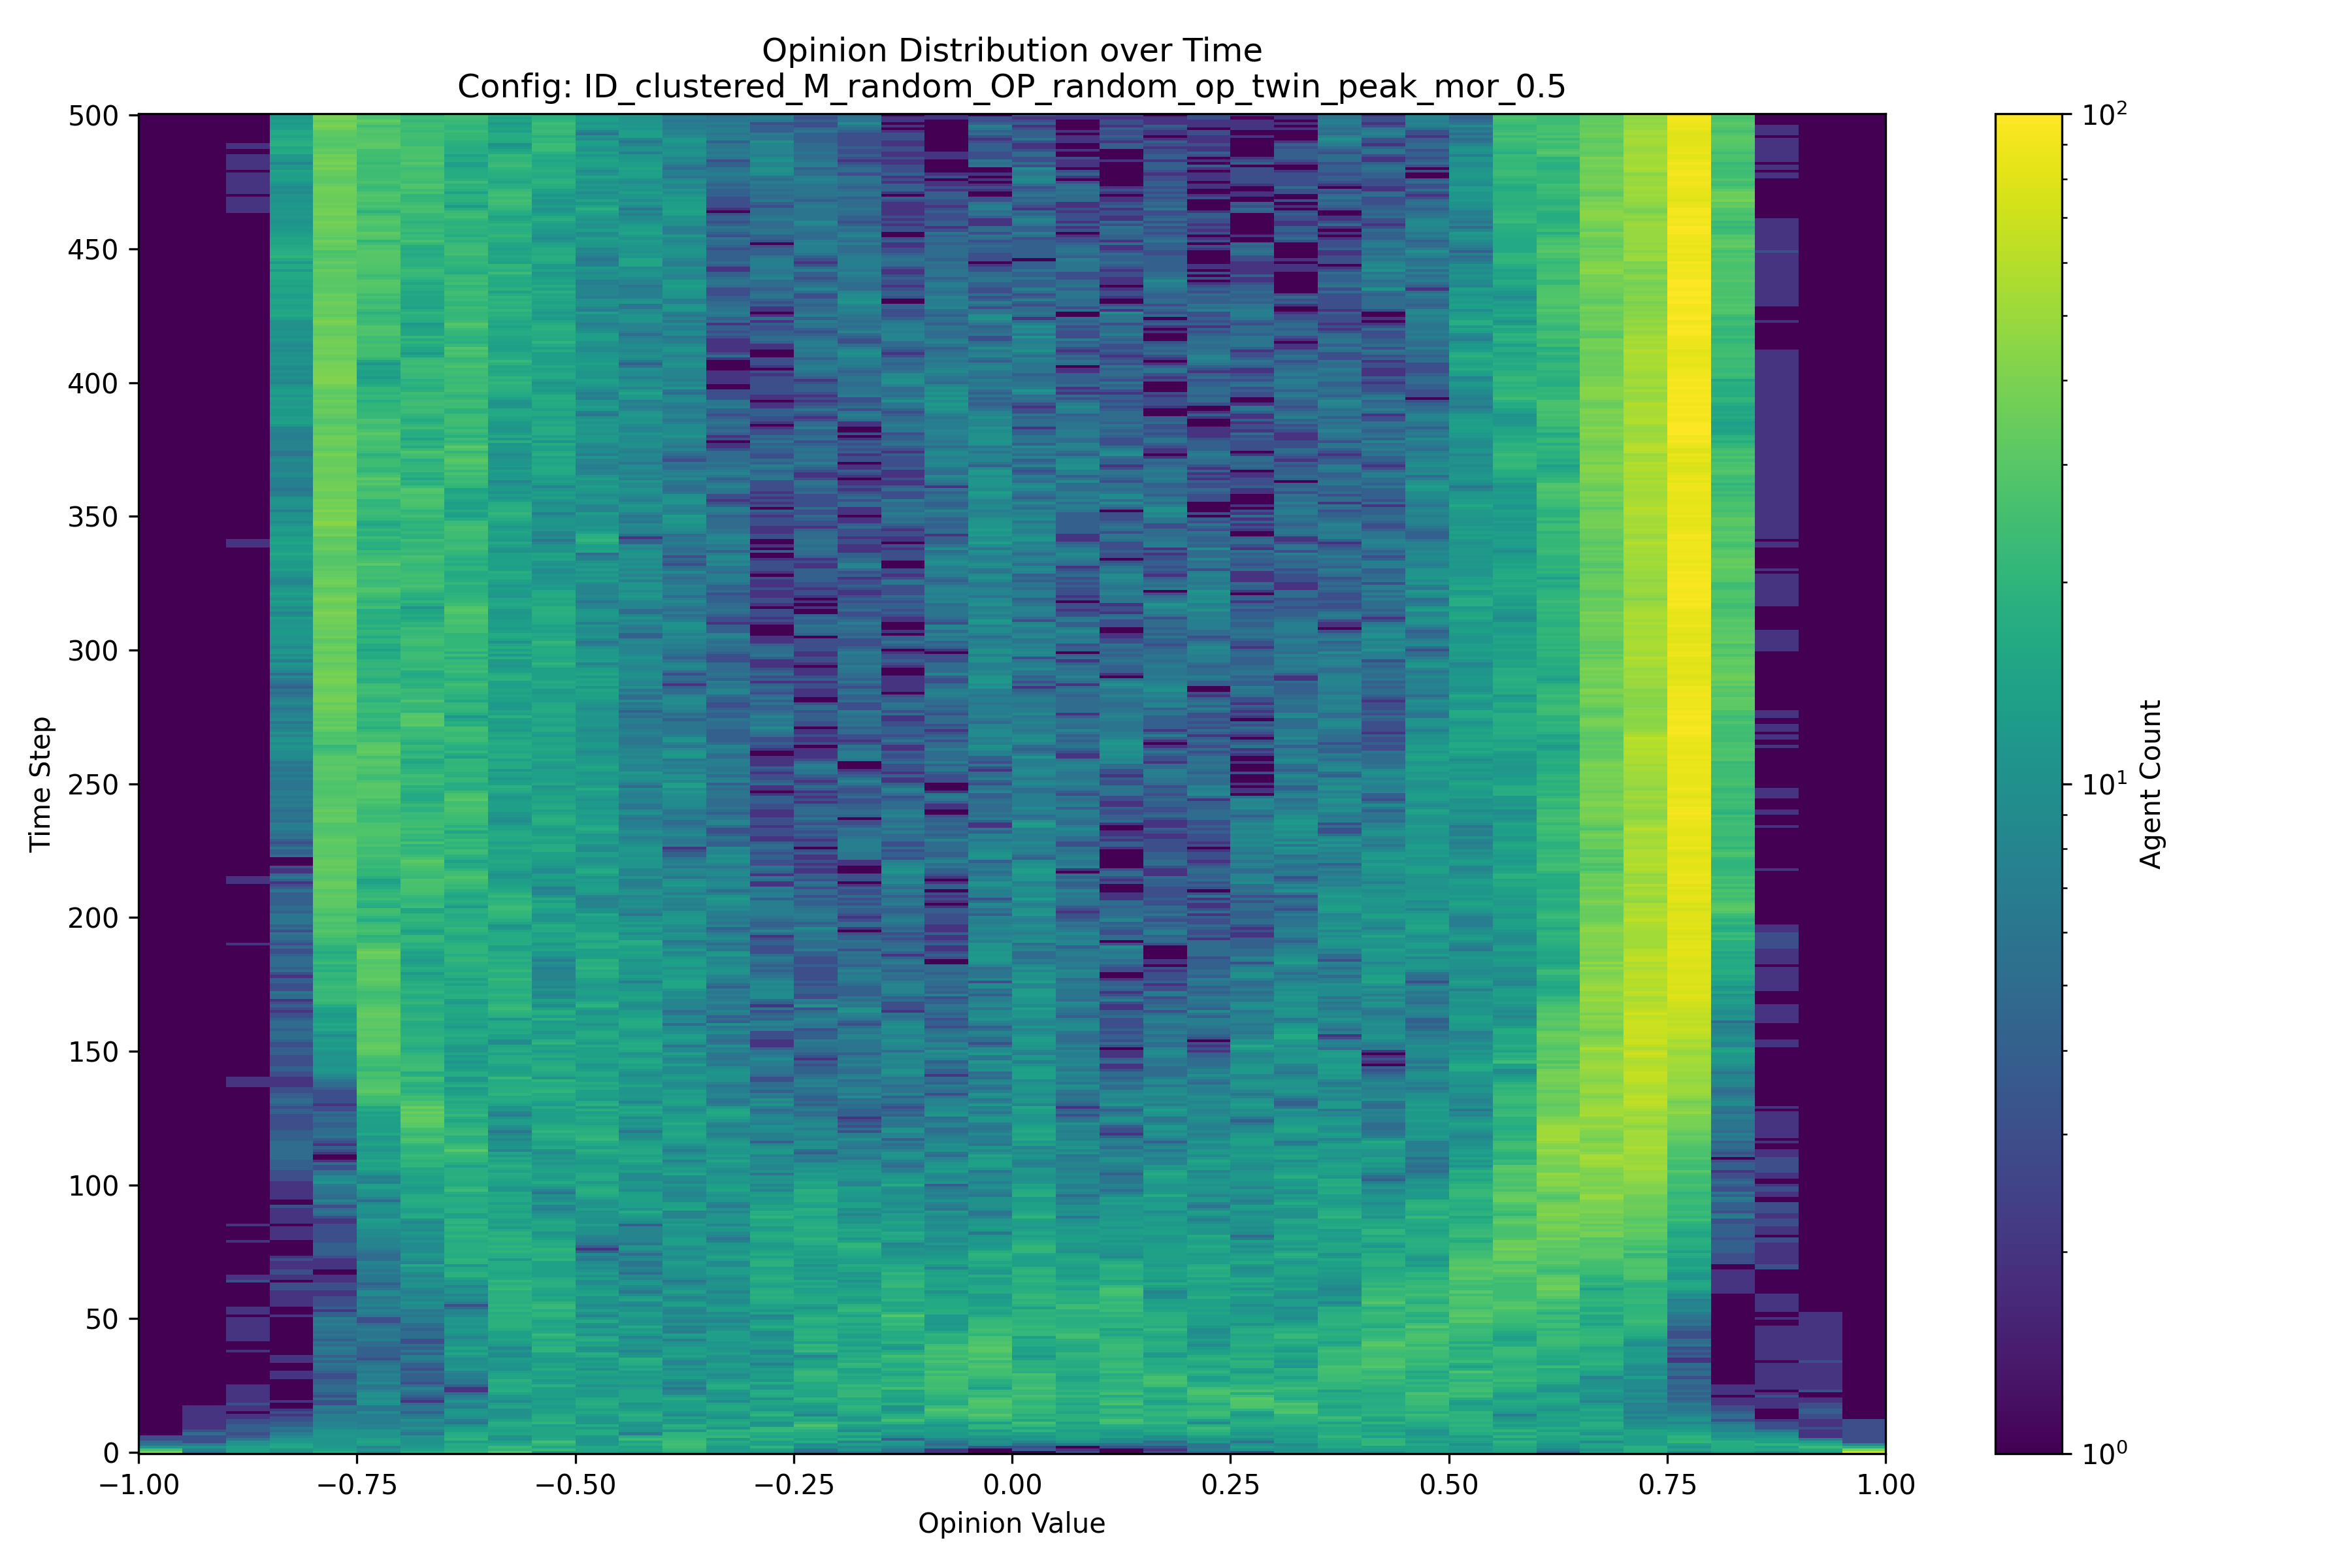 Opinion Distribution over Time
Config: ID_clustered_M_random_OP_random_op_twin_peak_mor_0.5
500
450
400
350
300
250
200
150
100
50
0
Time Step
−1.00 −0.75 −0.50 −0.25 0.00 0.25 0.50 0.75 1.00
Opinion Value
10²
10¹
10⁰
Agent Count